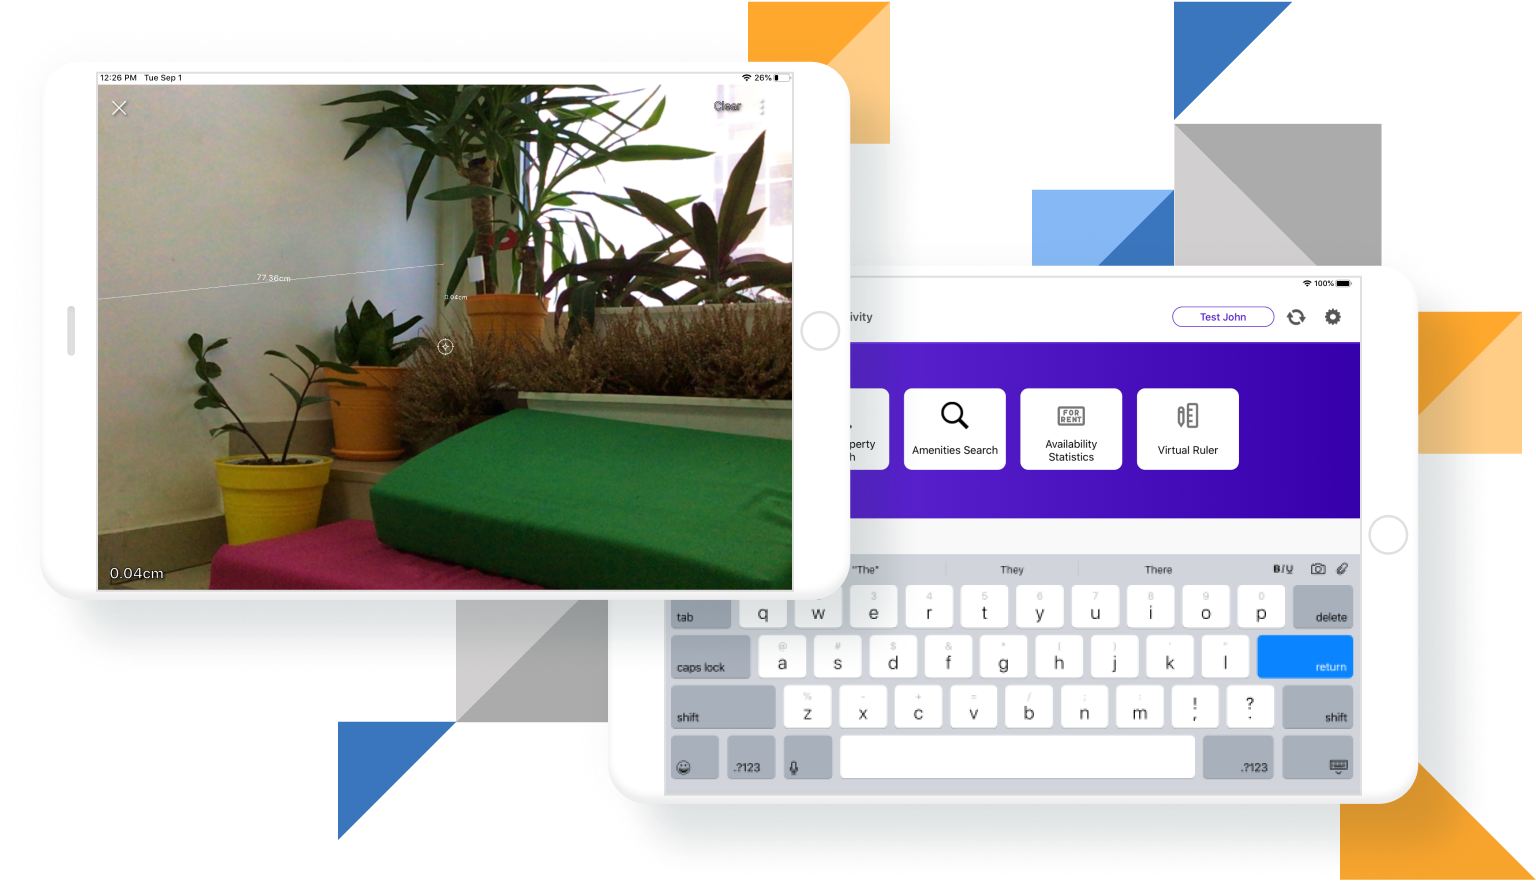 12:26 PM Tue Sep 1
26%
Clear
77.36cm
0.04cm
0.04cm
100%
ivity
Test John
perty
h
Amenities Search
Availability
Statistics
Virtual Ruler
"The" They There B I U
tab
q w
3 e
4 r
5 t
6 y
7 u
8 i
9 o
0 p
delete
caps lock
@ a
# s
$ d
& f
* g
( h
) j
' k
" l
return
shift
% z
- x
+ c
= v
/ b
; n
: m
! ,
? .
shift
.?123
.?123